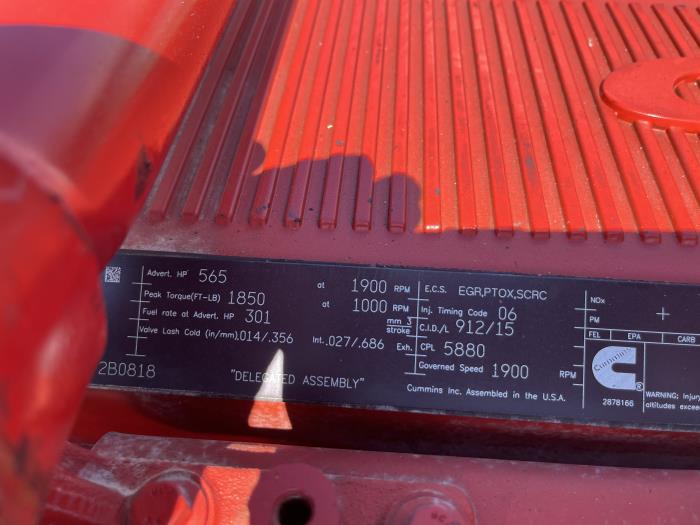 Advert. HP 565 at 1900 RPM
Peak Torque(FT-LB) 1850 at 1000 RPM
Fuel rate at Advert. HP 301 mm 3 stroke
Valve Lash Cold (in/mm).014/.356 Int..027/.686 Exh.
2B0818 "DELEGATED ASSEMBLY"
E.C.S. EGR,PTOX,SCRC
Inj. Timing Code 06
C.I.D./L 912/15
CPL 5880
Governed Speed 1900 RPM
Cummins Inc. Assembled in the U.S.A.
NOx
PM
FEL EPA CARB
Cummins
2878166
WARNING: Injury
altitudes excee